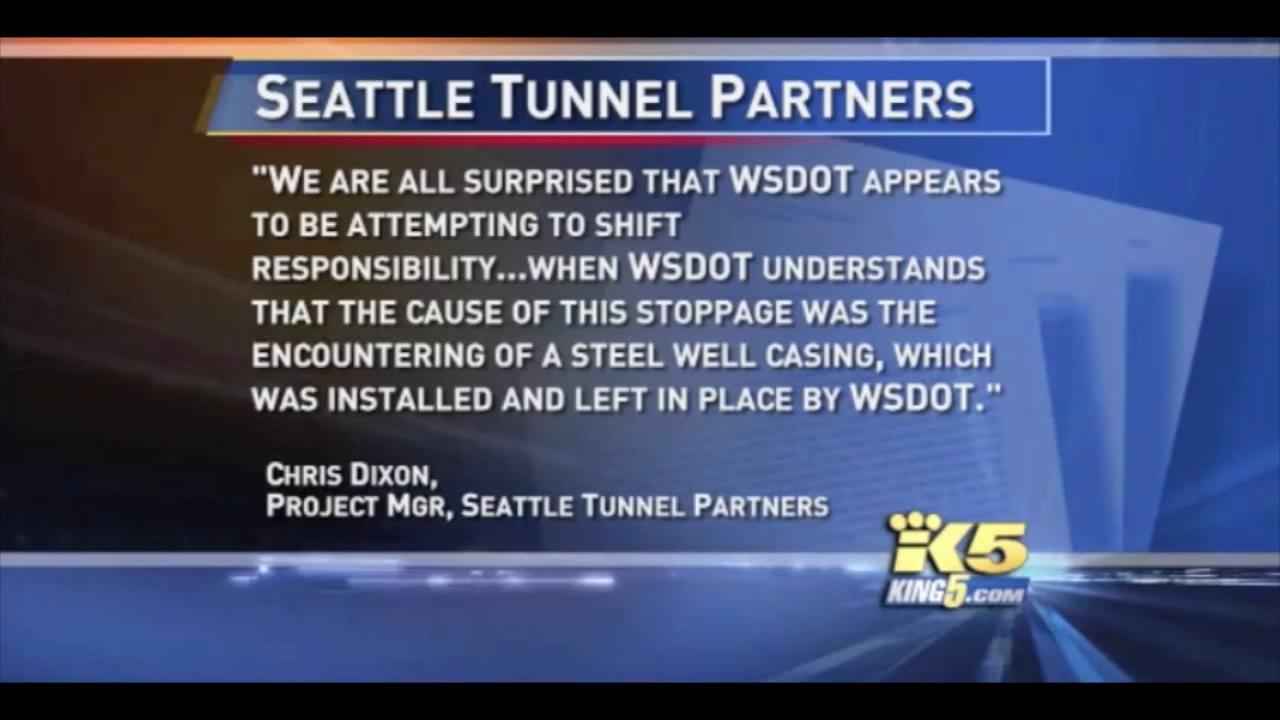 SEATTLE TUNNEL PARTNERS
"WE ARE ALL SURPRISED THAT WSDOT APPEARS
TO BE ATTEMPTING TO SHIFT
RESPONSIBILITY...WHEN WSDOT UNDERSTANDS
THAT THE CAUSE OF THIS STOPPAGE WAS THE
ENCOUNTERING OF A STEEL WELL CASING, WHICH
WAS INSTALLED AND LEFT IN PLACE BY WSDOT."
CHRIS DIXON,
PROJECT MGR, SEATTLE TUNNEL PARTNERS
K5
KING5.COM